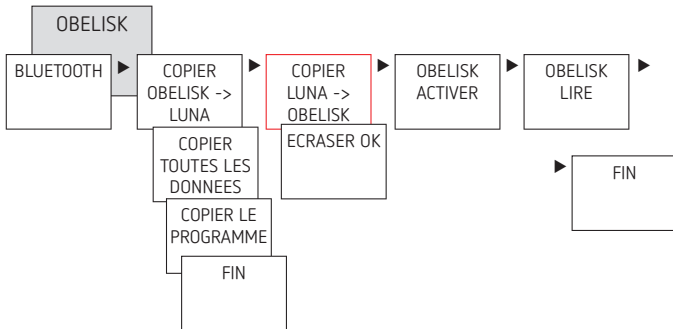 OBELISK
BLUETOOTH
COPIER
OBELISK ->
LUNA
COPIER
TOUTES LES
DONNEES
COPIER LE
PROGRAMME
FIN
COPIER
LUNA ->
OBELISK
ECRASER OK
OBELISK
ACTIVER
OBELISK
LIRE
FIN